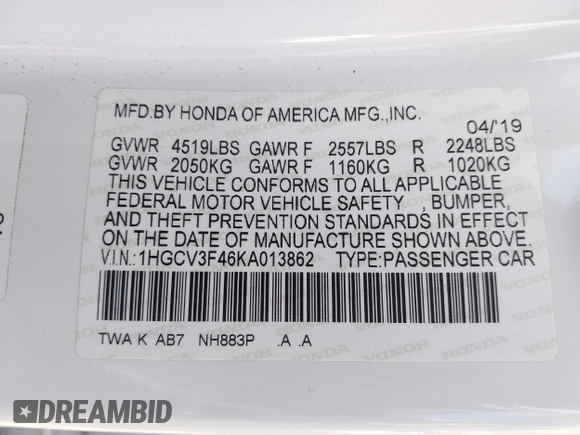 MFD.BY HONDA OF AMERICA MFG.,INC.
04/'19
GVWR 4519LBS GAWR F 2557LBS R 2248LBS
GVWR 2050KG GAWR F 1160KG R 1020KG
THIS VEHICLE CONFORMS TO ALL APPLICABLE
FEDERAL MOTOR VEHICLE SAFETY , BUMPER,
AND THEFT PREVENTION STANDARDS IN EFFECT
ON THE DATE OF MANUFACTURE SHOWN ABOVE.
V.I.N.:1HGCV3F46KA013862 TYPE:PASSENGER CAR
TWA K AB7 NH883P .A .A
DREAMBID